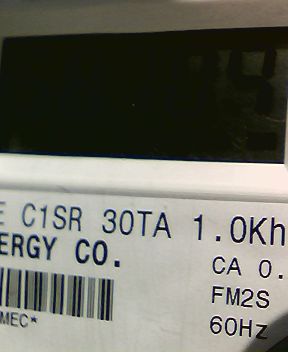 E C1SR 30TA 1.0Kh
ERGY CO.
CA 0.
FM2S
MEC*
60Hz